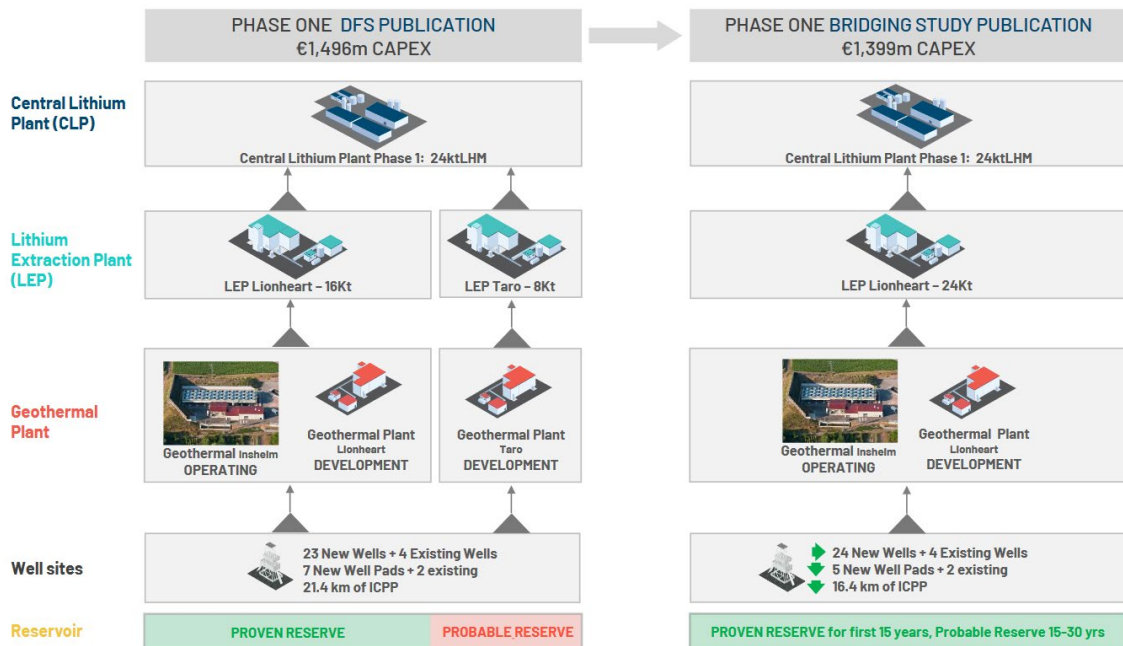 PHASE ONE DFS PUBLICATION
€1,496m CAPEX
PHASE ONE BRIDGING STUDY PUBLICATION
€1,399m CAPEX
Central Lithium
Plant (CLP)
Central Lithium Plant Phase 1: 24ktLHM
Central Lithium Plant Phase 1: 24ktLHM
Lithium
Extraction Plant
(LEP)
LEP Lionheart – 16Kt
LEP Taro – 8Kt
LEP Lionheart – 24Kt
Geothermal
Plant
Geothermal Insheim
OPERATING
Geothermal Plant
Lionheart
DEVELOPMENT
Geothermal Plant
Taro
DEVELOPMENT
Geothermal Insheim
OPERATING
Geothermal Plant
Lionheart
DEVELOPMENT
Well sites
23 New Wells + 4 Existing Wells
7 New Well Pads + 2 existing
21.4 km of ICPP
24 New Wells + 4 Existing Wells
5 New Well Pads + 2 existing
16.4 km of ICPP
Reservoir
PROVEN RESERVE
PROBABLE RESERVE
PROVEN RESERVE for first 15 years, Probable Reserve 15-30 yrs